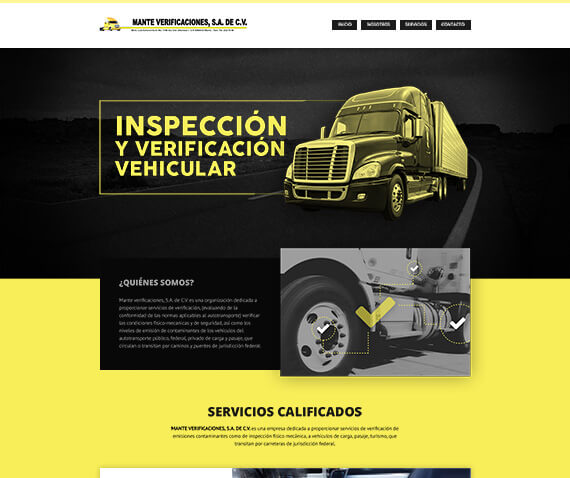 MANTE VERIFICACIONES, S.A. DE C.V.
INICIO
NOSOTROS
SERVICIOS
CONTACTO
INSPECCIÓN
Y VERIFICACIÓN
VEHICULAR
¿QUIÉNES SOMOS?
Mante verificaciones, S.A. de C.V. es una organización dedicada a
proporcionar servicios de verificación, (evaluando de la
conformidad de las normas aplicables al autotransporte) verificar
las condiciones físico-mecanicas y de seguridad, así como los
niveles de emisión de contaminantes de los vehículos del
autotransporte público, federal, privado de carga y pasaje, que
circulan o transitan por caminos y puentes de jurisdicción federal.
SERVICIOS CALIFICADOS
MANTE VERIFICACIONES, S.A. DE C.V. es una empresa dedicada a proporcionar servicios de verificación de
emisiones contaminantes como de inspección físico mecánica, a vehículos de carga, pasaje, turismo, que
transitan por carreteras de jurisdicción federal.